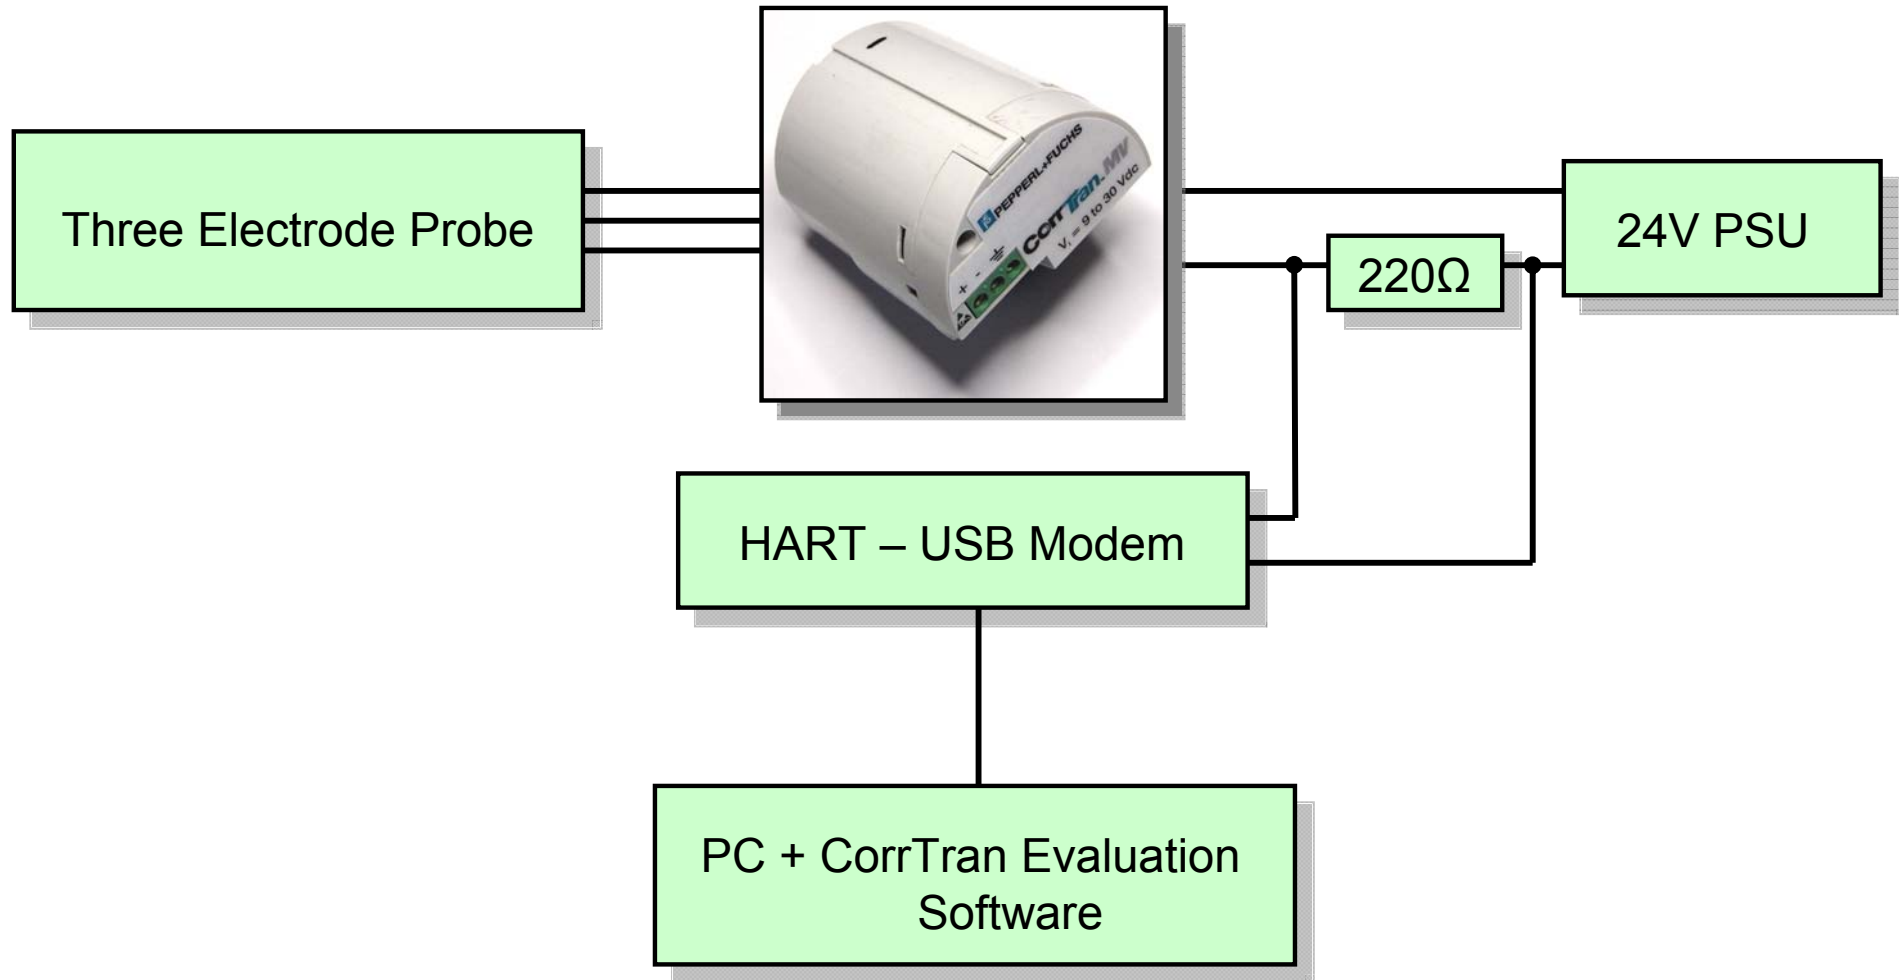 Three Electrode Probe
PEPPERL+FUCHS
CorrTran MV
V, = 9 to 30 Vdc
+ -
24V PSU
220Ω
HART – USB Modem
PC + CorrTran Evaluation
Software